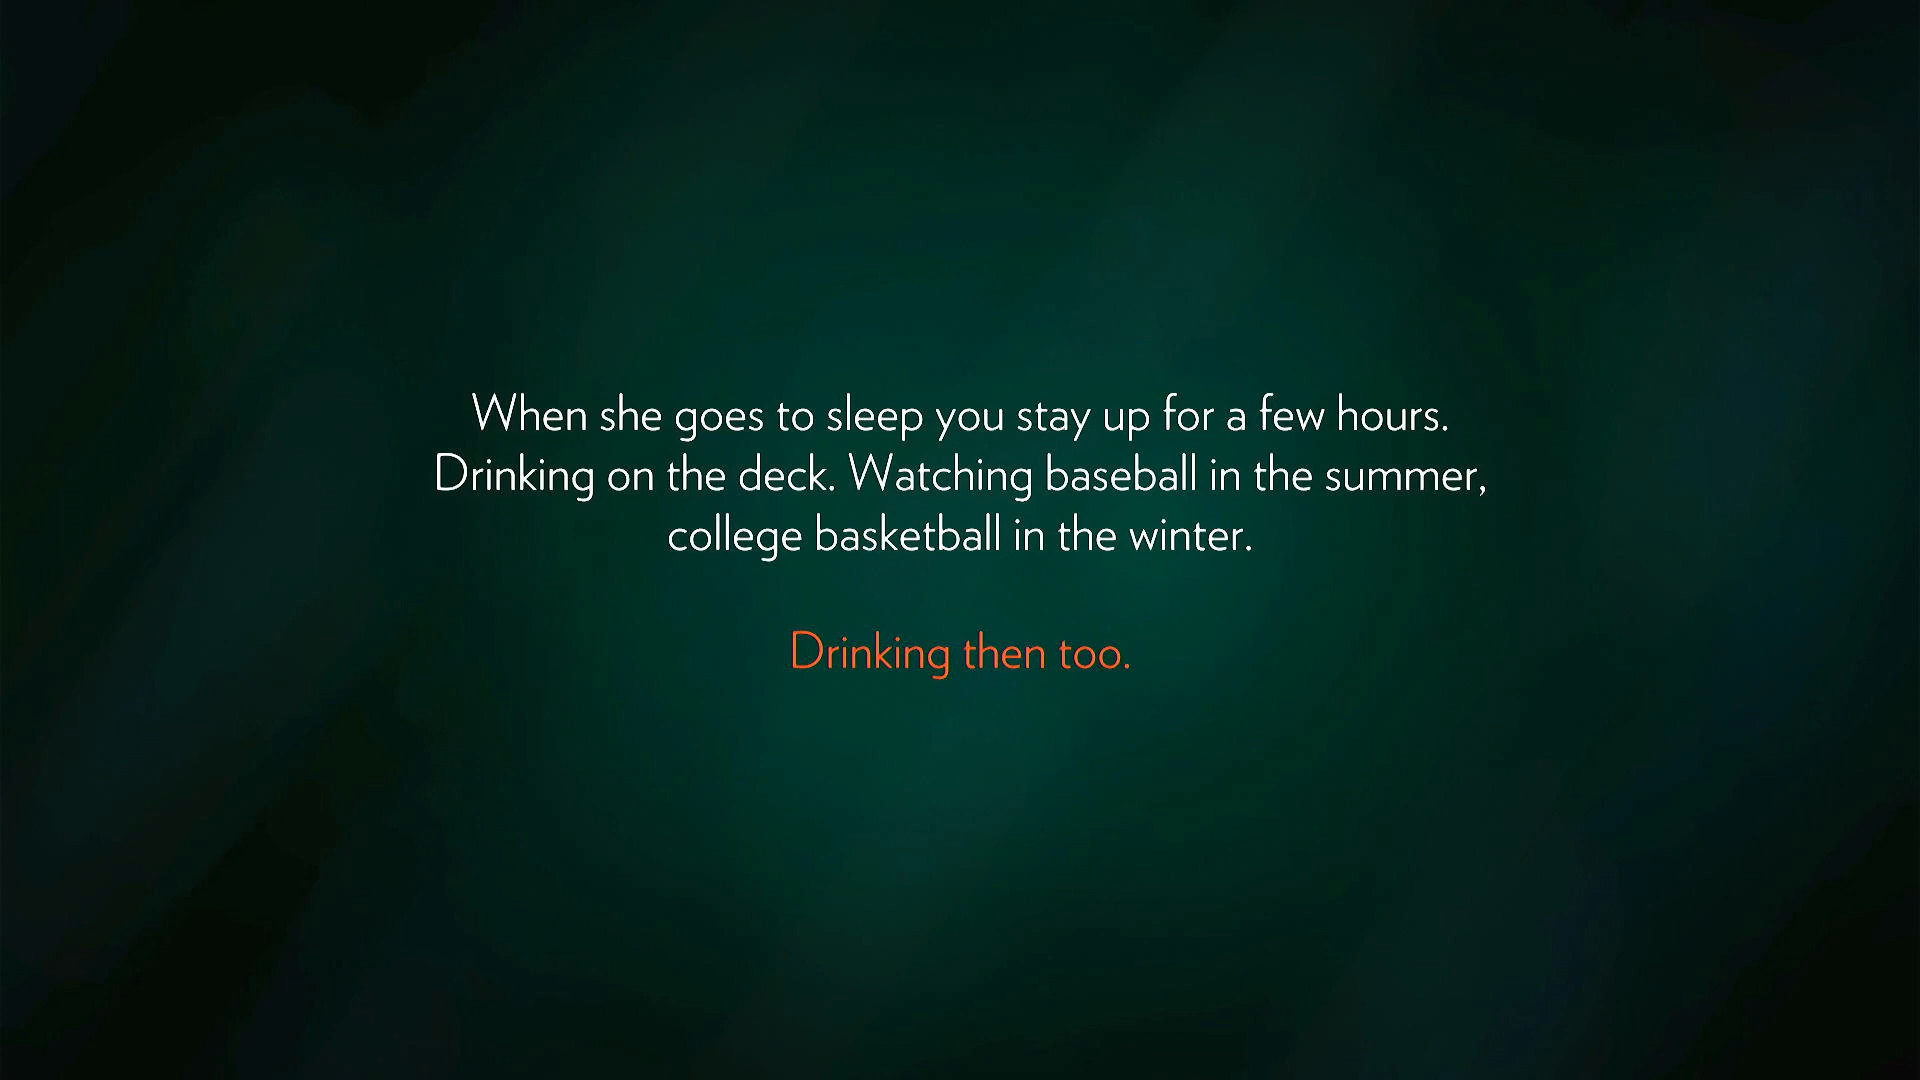 When she goes to sleep you stay up for a few hours.
Drinking on the deck. Watching baseball in the summer,
college basketball in the winter.
Drinking then too.